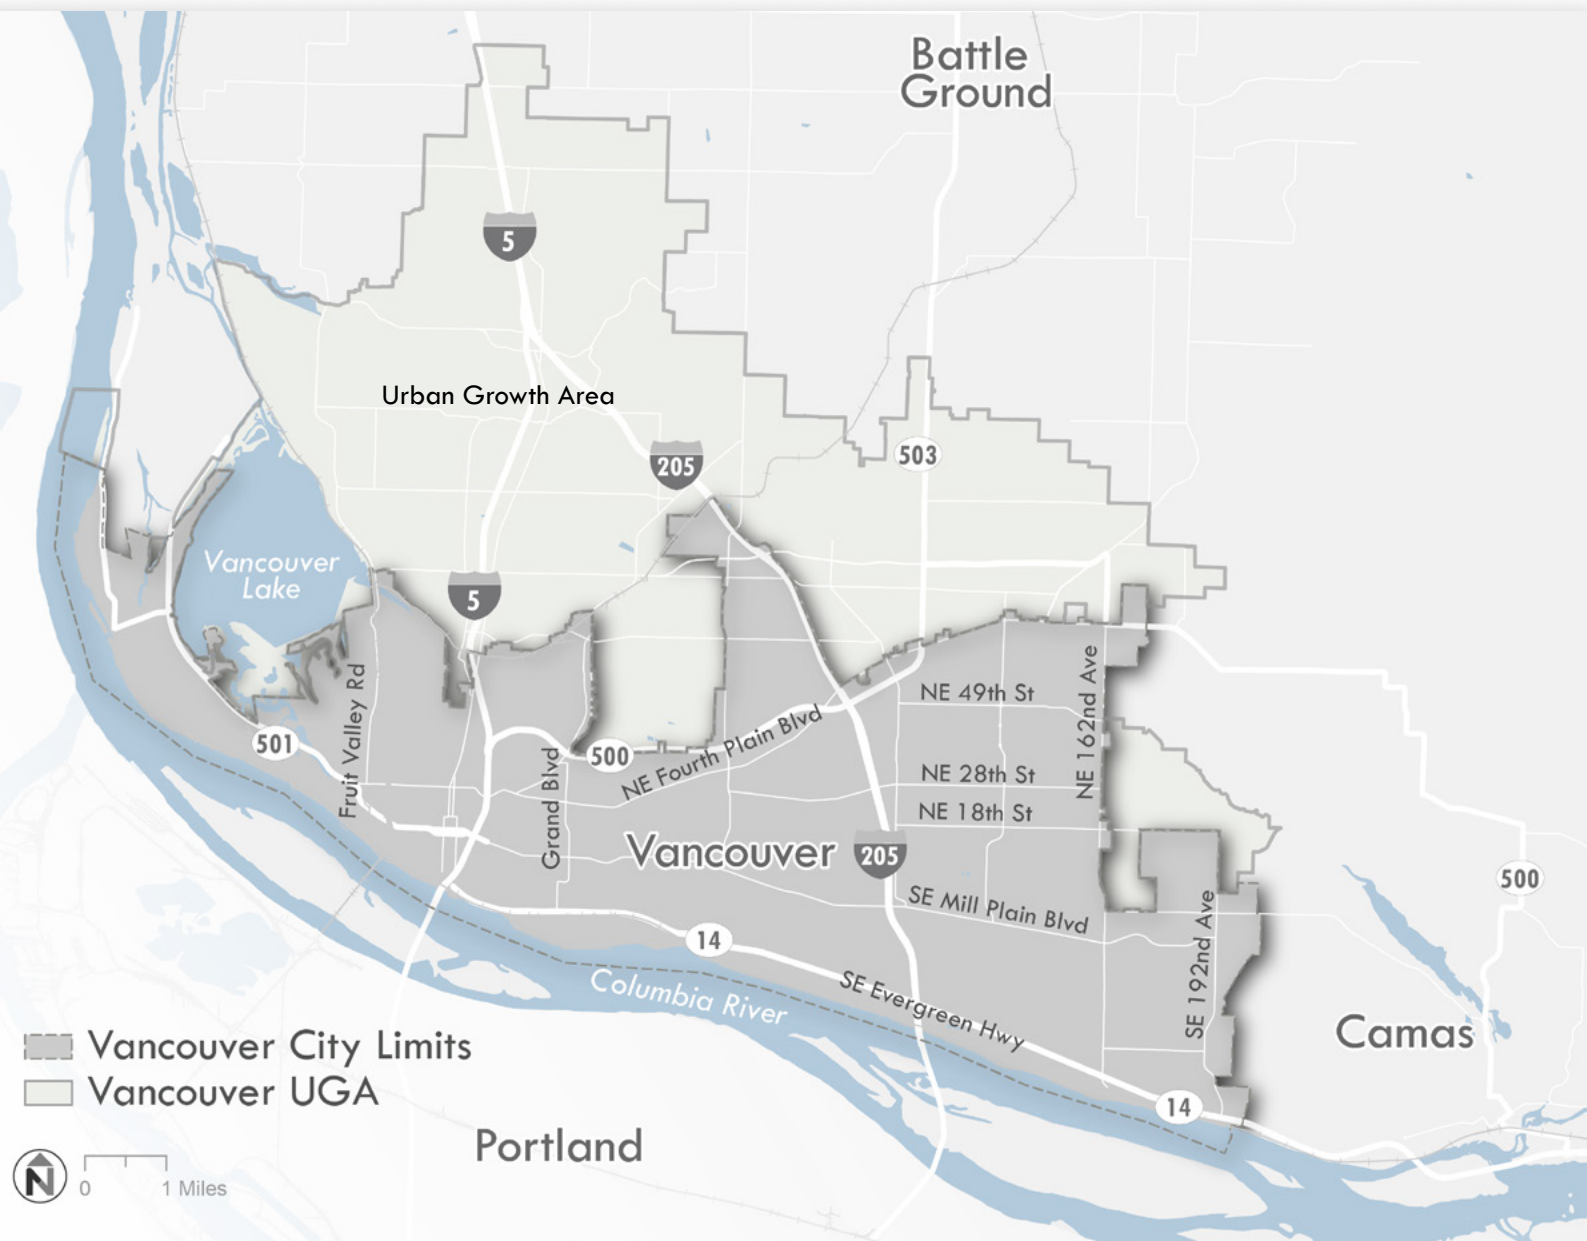 Battle
Ground
5
Urban Growth Area
205
503
Vancouver
Lake
5
NE 49th St
NE 162nd Ave
Fruit Valley Rd
501
500
NE Fourth Plain Blvd
Grand Blvd
NE 28th St
NE 18th St
Vancouver
205
500
SE Mill Plain Blvd
SE 192nd Ave
14
Columbia River
SE Evergreen Hwy
Camas
Vancouver City Limits
Vancouver UGA
14
Portland
N
0
1 Miles